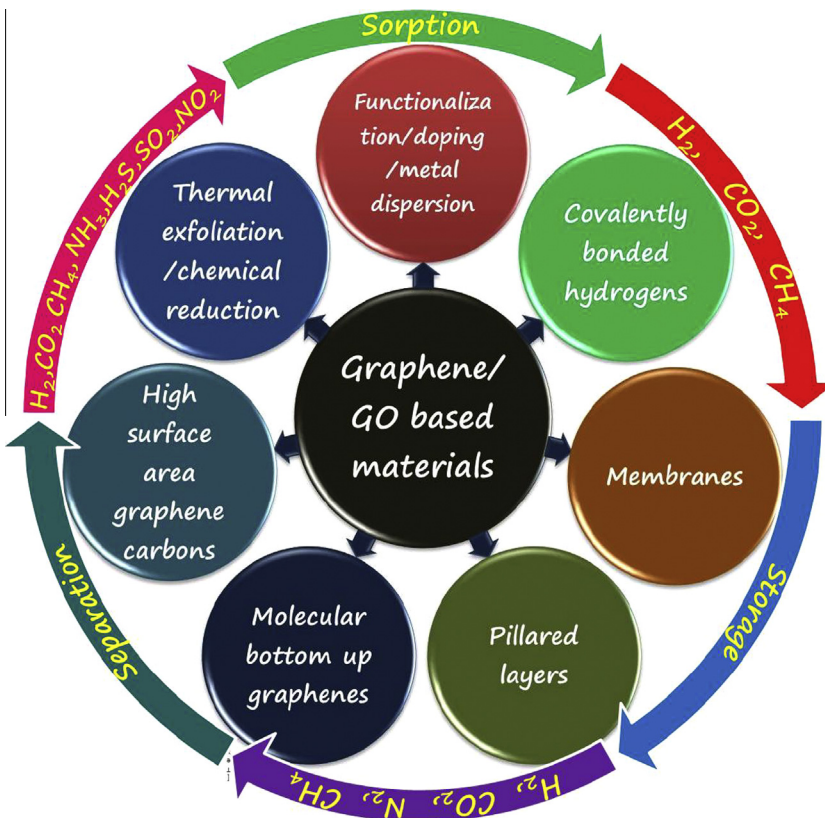 Sorption
H₂, CO₂, CH₄
Storage
H₂, CO₂, N₂, CH₄
Separation
H₂,CO₂ CH₄, NH₃,H₂S,SO₂,NO₂
Functionaliza
tion/doping
/metal
dispersion
Covalently
bonded
hydrogens
Membranes
Pillared
layers
Molecular
bottom up
graphenes
High
surface
area
graphene
carbons
Thermal
exfoliation
/chemical
reduction
Graphene/
GO based
materials